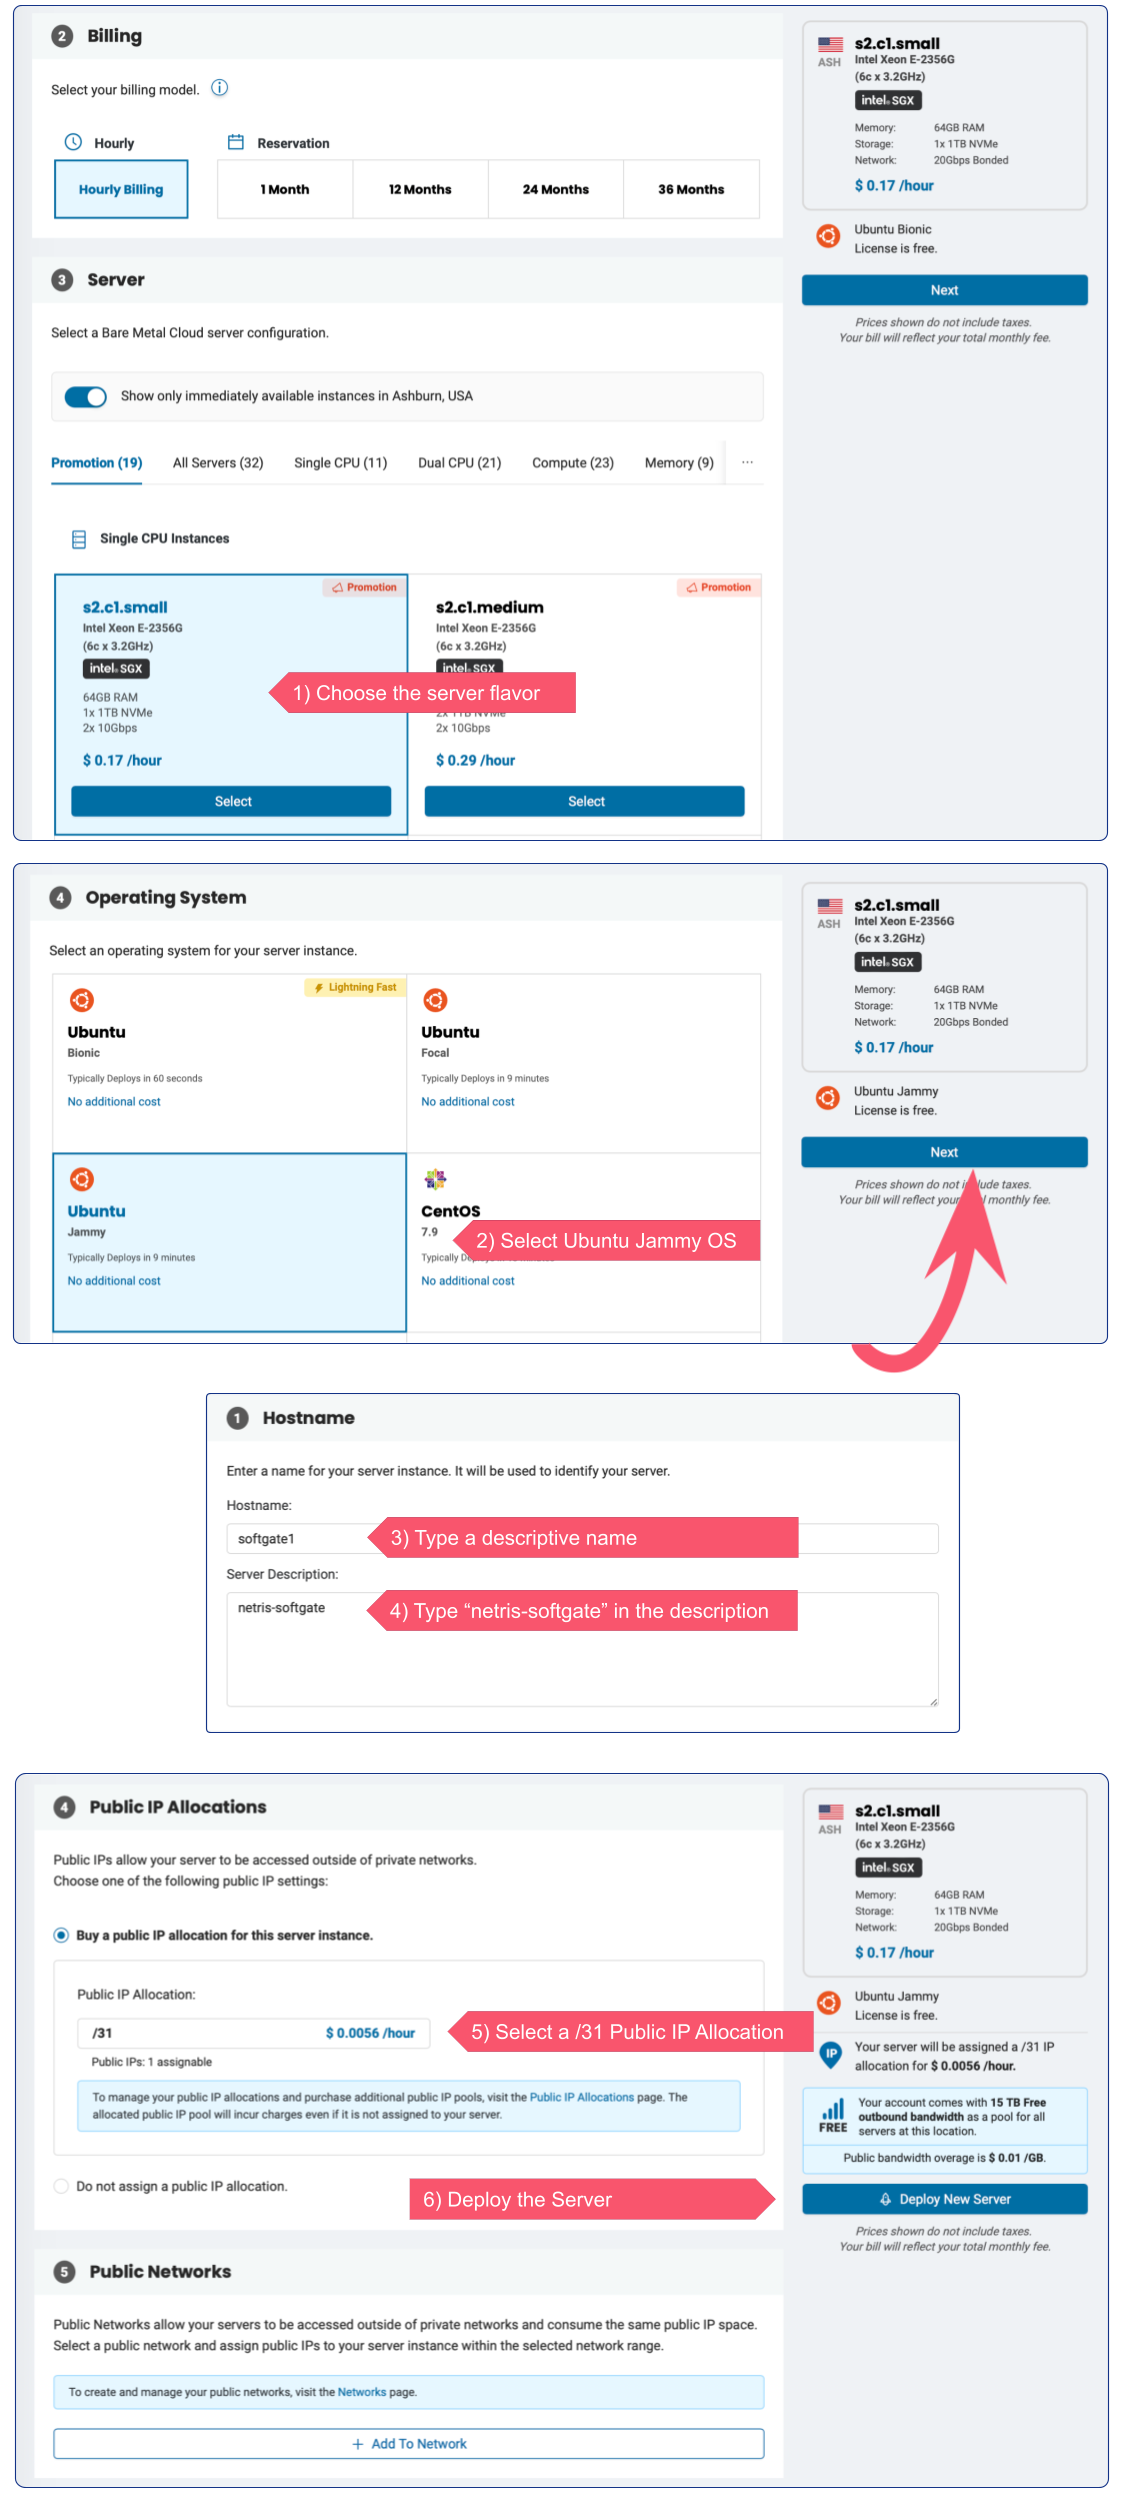 2 Billing
Select your billing model.
Hourly
Reservation
Hourly Billing
1 Month
12 Months
24 Months
36 Months
s2.c1.small
ASH
Intel Xeon E-2356G
(6c x 3.2GHz)
intel. SGX
Memory: 64GB RAM
Storage: 1x 1TB NVMe
Network: 20Gbps Bonded
$ 0.17 /hour
Ubuntu Bionic
License is free.
Next
Prices shown do not include taxes.
Your bill will reflect your total monthly fee.
3 Server
Select a Bare Metal Cloud server configuration.
Show only immediately available instances in Ashburn, USA
Promotion (19) All Servers (32) Single CPU (11) Dual CPU (21) Compute (23) Memory (9) ...
Single CPU Instances
Promotion
s2.c1.small
Intel Xeon E-2356G
(6c x 3.2GHz)
intel. SGX
64GB RAM
1x 1TB NVMe
2x 10Gbps
$ 0.17 /hour
Select
Promotion
s2.c1.medium
Intel Xeon E-2356G
(6c x 3.2GHz)
intel. SGX
2x 1TB NVMe
2x 10Gbps
$ 0.29 /hour
Select
1) Choose the server flavor
4 Operating System
Select an operating system for your server instance.
Lightning Fast
Ubuntu
Bionic
Typically Deploys in 60 seconds
No additional cost
Ubuntu
Focal
Typically Deploys in 9 minutes
No additional cost
Ubuntu
Jammy
Typically Deploys in 9 minutes
No additional cost
CentOS
7.9
Typically
No additional cost
2) Select Ubuntu Jammy OS
s2.c1.small
ASH
Intel Xeon E-2356G
(6c x 3.2GHz)
intel. SGX
Memory: 64GB RAM
Storage: 1x 1TB NVMe
Network: 20Gbps Bonded
$ 0.17 /hour
Ubuntu Jammy
License is free.
Next
Prices shown do not include taxes.
Your bill will reflect your total monthly fee.
1 Hostname
Enter a name for your server instance. It will be used to identify your server.
Hostname:
softgate1
3) Type a descriptive name
Server Description:
netris-softgate
4) Type “netris-softgate” in the description
4 Public IP Allocations
Public IPs allow your server to be accessed outside of private networks.
Choose one of the following public IP settings:
Buy a public IP allocation for this server instance.
Public IP Allocation:
/31 $ 0.0056 /hour
5) Select a /31 Public IP Allocation
Public IPs: 1 assignable
To manage your public IP allocations and purchase additional public IP pools, visit the Public IP Allocations page. The
allocated public IP pool will incur charges even if it is not assigned to your server.
Do not assign a public IP allocation.
6) Deploy the Server
s2.c1.small
ASH
Intel Xeon E-2356G
(6c x 3.2GHz)
intel. SGX
Memory: 64GB RAM
Storage: 1x 1TB NVMe
Network: 20Gbps Bonded
$ 0.17 /hour
Ubuntu Jammy
License is free.
IP
Your server will be assigned a /31 IP
allocation for $ 0.0056 /hour.
FREE
Your account comes with 15 TB Free
outbound bandwidth as a pool for all
servers at this location.
Public bandwidth overage is $ 0.01 /GB.
Deploy New Server
Prices shown do not include taxes.
Your bill will reflect your total monthly fee.
5 Public Networks
Public Networks allow your servers to be accessed outside of private networks and consume the same public IP space.
Select a public network and assign public IPs to your server instance within the selected network range.
To create and manage your public networks, visit the Networks page.
+ Add To Network